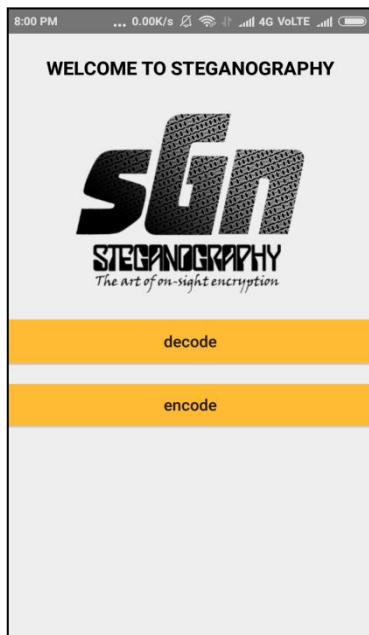 8:00 PM ... 0.00K/s 4G VoLTE
WELCOME TO STEGANOGRAPHY
sGn
STEGANOGRAPHY
The art of on-sight encryption
decode
encode